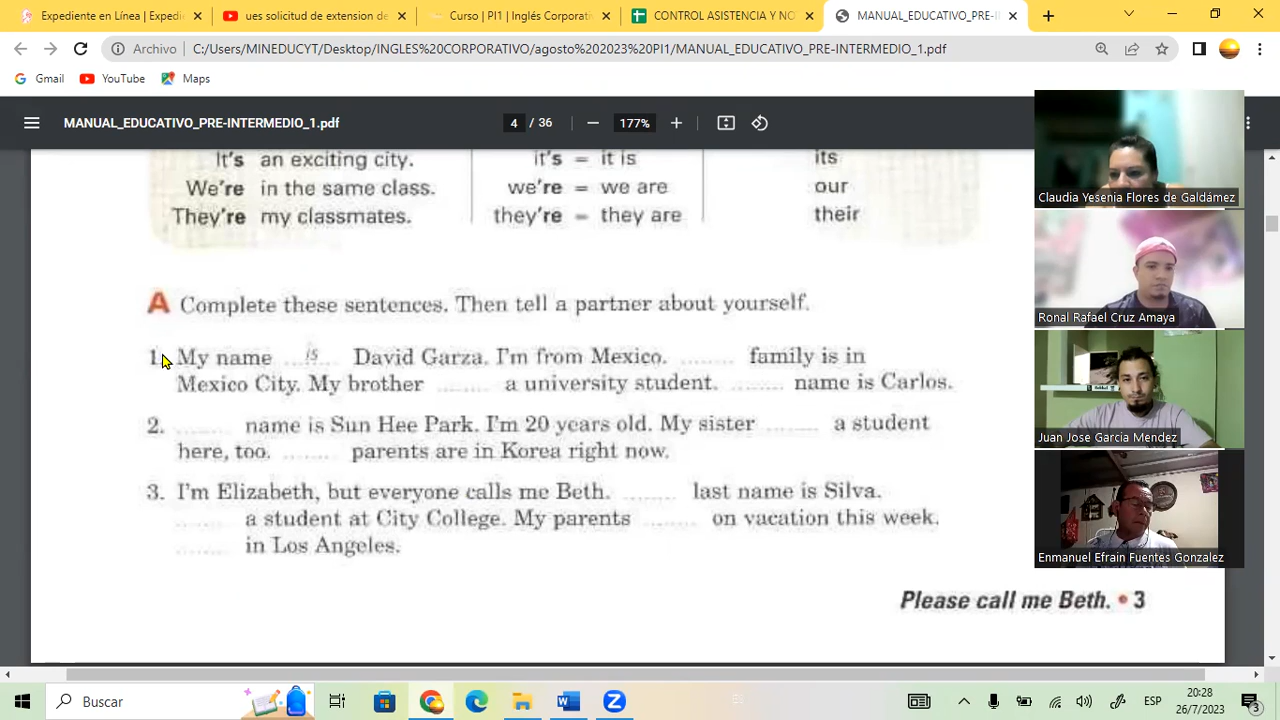 Expediente en Línea | Expedi
ues solicitud de extension de
Curso | PI1 | Inglés Corporati
CONTROL ASISTENCIA Y NO
MANUAL_EDUCATIVO_PRE-IN
Archivo | C:/Users/MINEDUCYT/Desktop/INGLES%20CORPORATIVO/agosto%202023%20PI1/MANUAL_EDUCATIVO_PRE-INTERMEDIO_1.pdf
Gmail YouTube Maps
MANUAL_EDUCATIVO_PRE-INTERMEDIO_1.pdf
4 / 36
177%
It's an exciting city. it's = it is its
We're in the same class. we're = we are our
They're my classmates. they're = they are their
A Complete these sentences. Then tell a partner about yourself.
1. My name ...is... David Garza. I'm from Mexico. ........ family is in
Mexico City. My brother ........ a university student. ........ name is Carlos.
2. ........ name is Sun Hee Park. I'm 20 years old. My sister ........ a student
here, too. ........ parents are in Korea right now.
3. I'm Elizabeth, but everyone calls me Beth. ........ last name is Silva.
........ a student at City College. My parents ........ on vacation this week.
........ in Los Angeles.
Please call me Beth. • 3
Claudia Yesenia Flores de Galdámez
Ronal Rafael Cruz Amaya
Juan Jose García Mendez
Enmanuel Efrain Fuentes Gonzalez
Buscar
ESP
20:28
26/7/2023
3